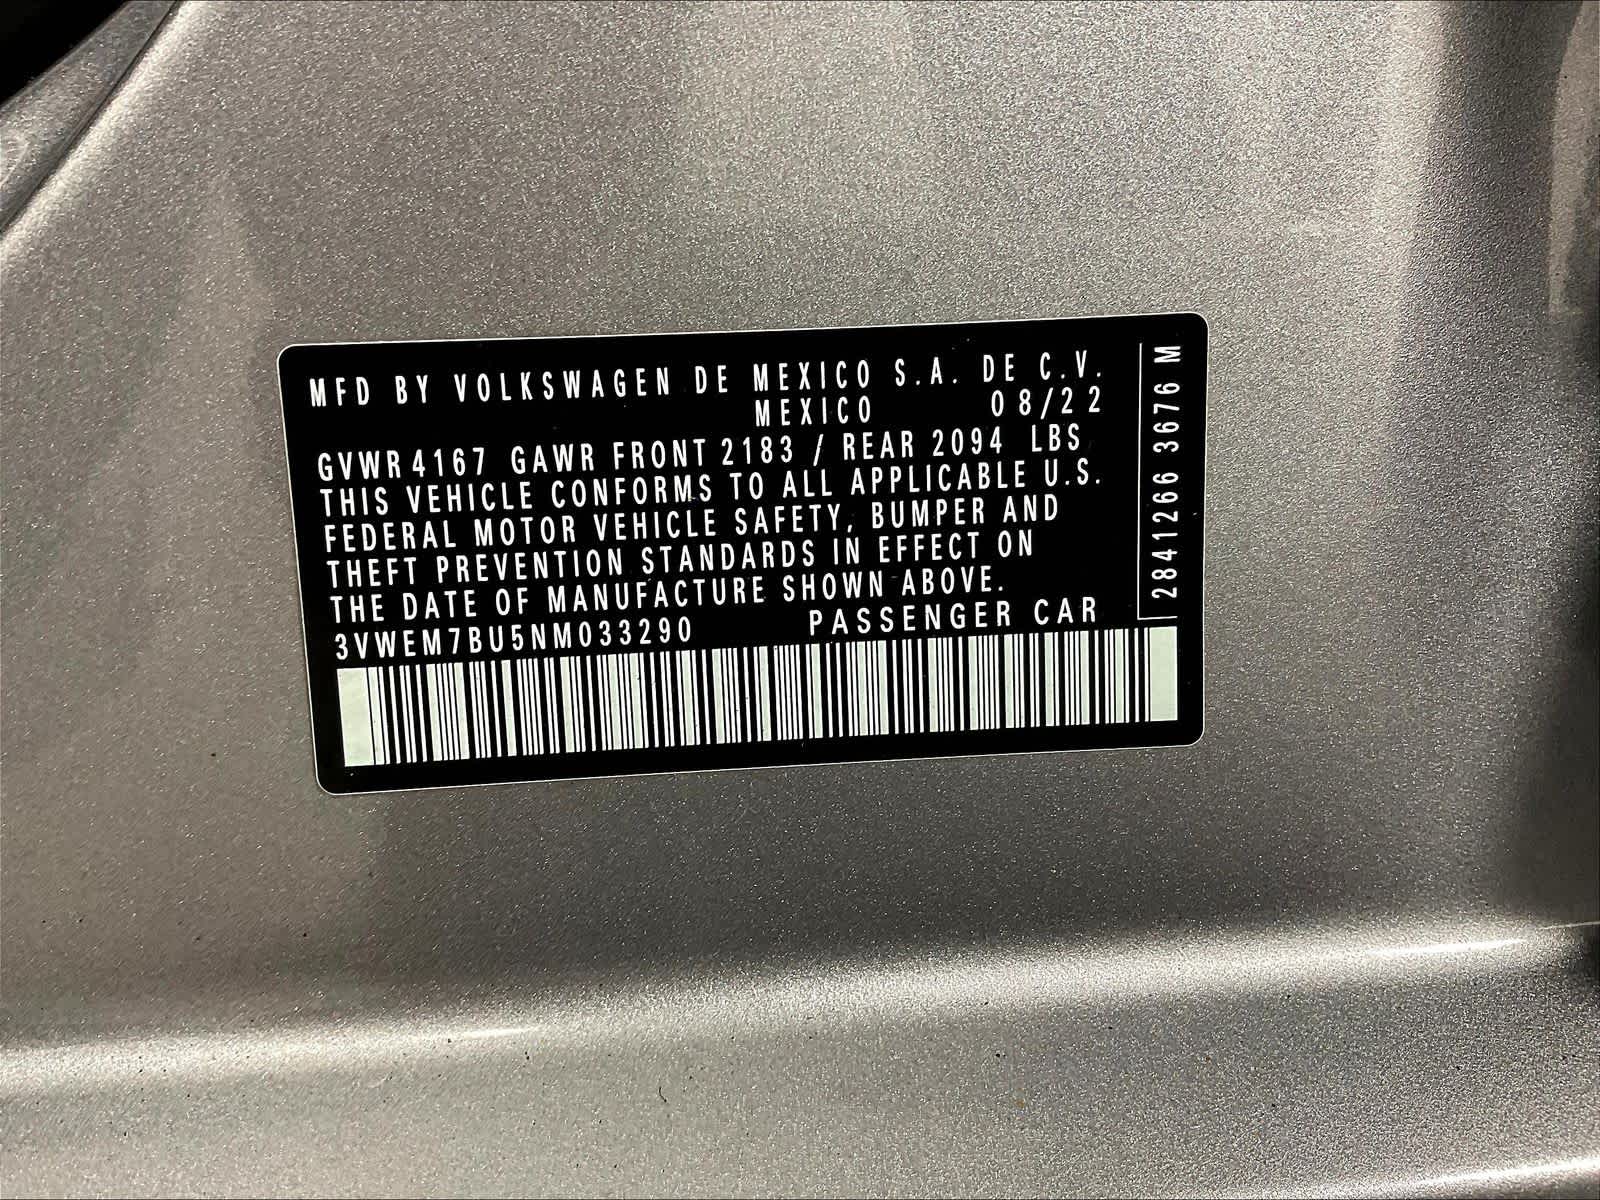 MFD BY VOLKSWAGEN DE MEXICO S.A. DE C.V.
MEXICO 08/22
GVWR 4167 GAWR FRONT 2183 / REAR 2094 LBS
THIS VEHICLE CONFORMS TO ALL APPLICABLE U.S.
FEDERAL MOTOR VEHICLE SAFETY, BUMPER AND
THEFT PREVENTION STANDARDS IN EFFECT ON
THE DATE OF MANUFACTURE SHOWN ABOVE.
3VWEM7BU5NM033290 PASSENGER CAR
2841266 3676 M